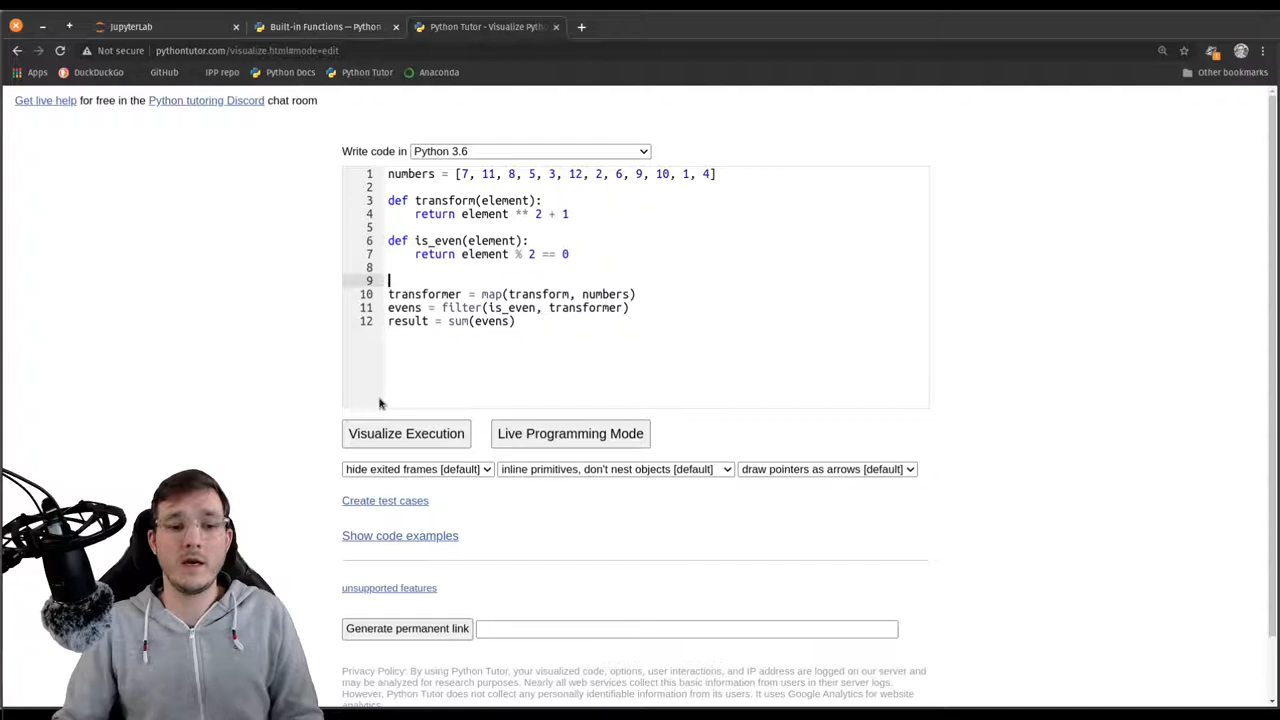 JupyterLab
Built-in Functions — Python
Python Tutor - Visualize Pyth
Not secure
pythontutor.com/visualize.html#mode=edit
Apps
DuckDuckGo
GitHub
IPP repo
Python Docs
Python Tutor
Anaconda
Other bookmarks
Get live help for free in the Python tutoring Discord chat room
Write code in Python 3.6
1 numbers = [7, 11, 8, 5, 3, 12, 2, 6, 9, 10, 1, 4]
2
3 def transform(element):
4 return element ** 2 + 1
5
6 def is_even(element):
7 return element % 2 == 0
8
9
10 transformer = map(transform, numbers)
11 evens = filter(is_even, transformer)
12 result = sum(evens)
Visualize Execution
Live Programming Mode
hide exited frames [default]
inline primitives, don't nest objects [default]
draw pointers as arrows [default]
Create test cases
Show code examples
unsupported features
Generate permanent link
Privacy Policy: By using Python Tutor, your visualized code, options, user interactions, and IP address are logged on our server and
may be analyzed for research purposes. Nearly all web services collect this basic information from users in their server logs.
However, Python Tutor does not collect any personally identifiable information from its users. It uses Google Analytics for website
analytics.